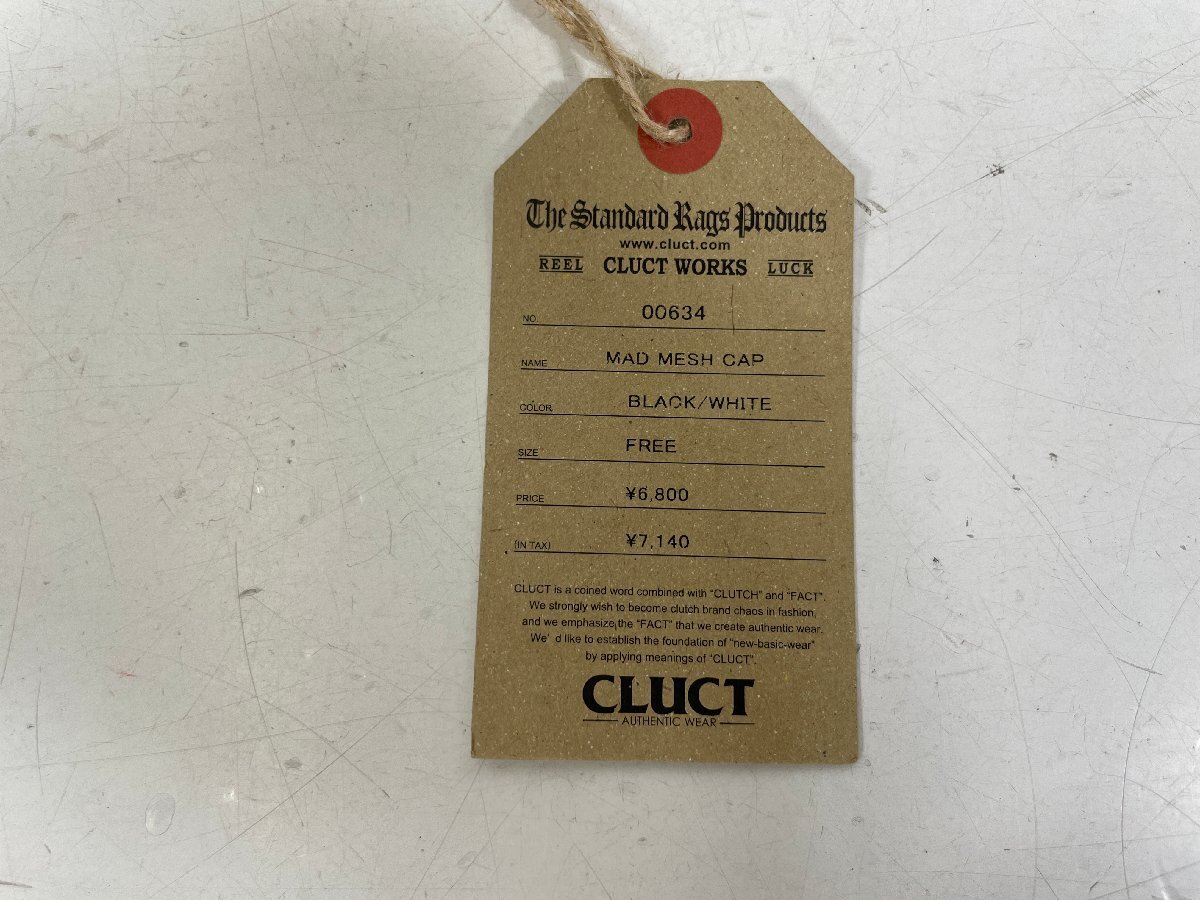 The Standard Rags Products
www.cluct.com
REEL CLUCT WORKS LUCK
NO. 00634
NAME MAD MESH CAP
COLOR BLACK/WHITE
SIZE FREE
PRICE ¥6,800
(IN TAX) ¥7,140
CLUCT is a coined word combined with "CLUTCH" and "FACT".
We strongly wish to become clutch brand chaos in fashion,
and we emphasize the "FACT" that we create authentic wear.
We' d like to establish the foundation of "new-basic-wear"
by applying meanings of "CLUCT".
CLUCT
AUTHENTIC WEAR